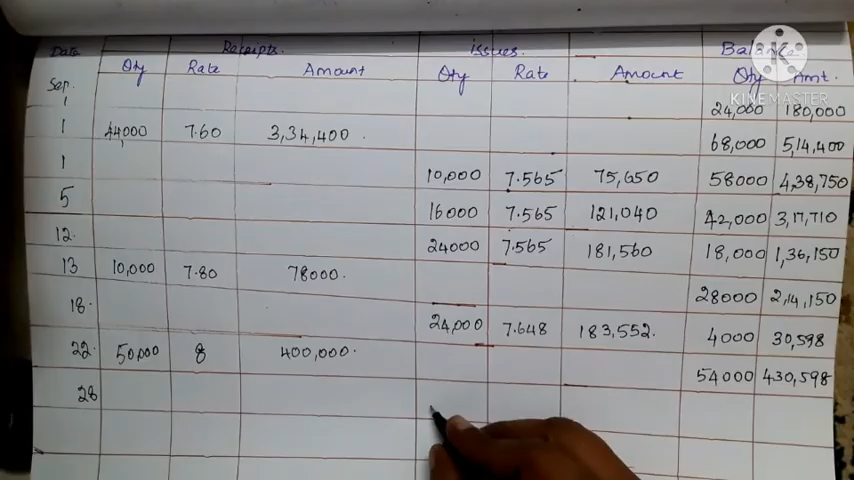 Date Receipts. issues. Balance
Qty Rate Amount Qty Rate Amount Qty Amt.
Sep.
1 24,000 180,000
1 44000 7.60 3,34,400. 68,000 5,14,400
1 10,000 7.565 75,650 58000 4,38,750
5 16000 7.565 121,040 42,000 3,17,710
12. 24000 7.565 181,560 18,000 1,36,150
13 10,000 7.80 78000. 28000 2,14,150
18. 24,000 7.648 183,552. 4000 30,598
22. 50,000 8 400,000. 54000 430,598
28
KINEMASTER